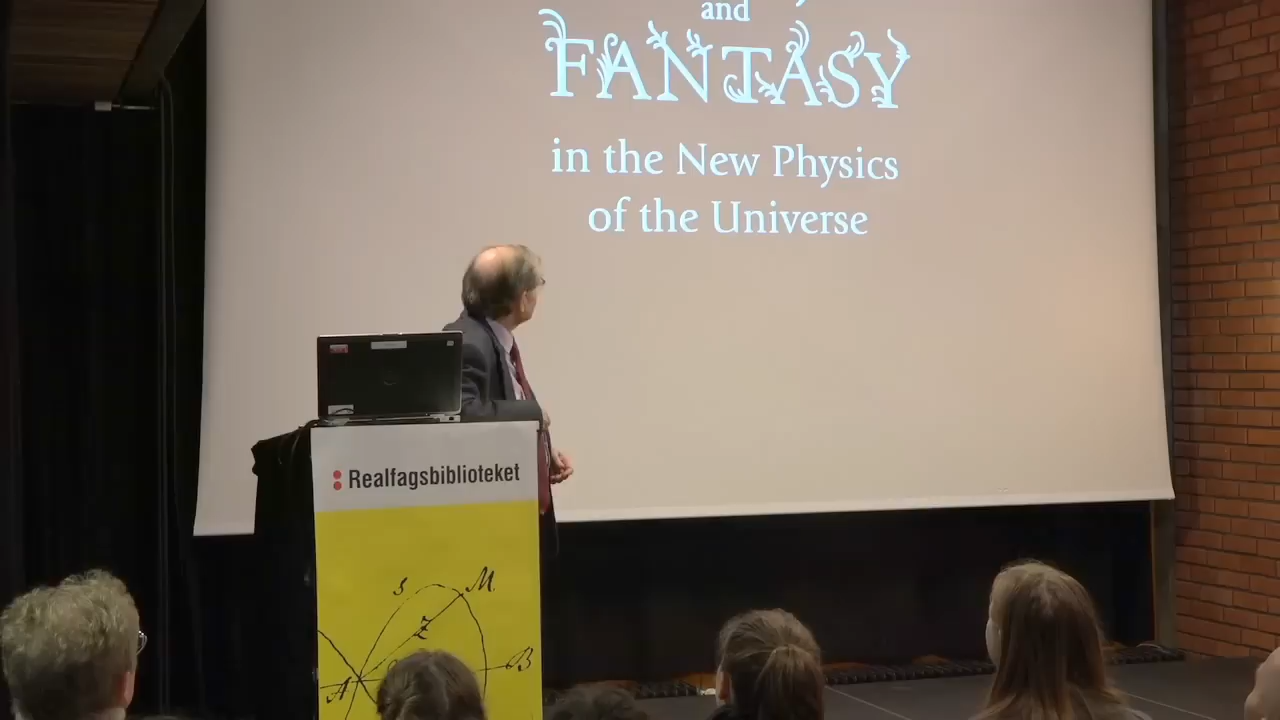 and
FANTASY
in the New Physics
of the Universe
Realfagsbiblioteket
S
M.
Z
B
A